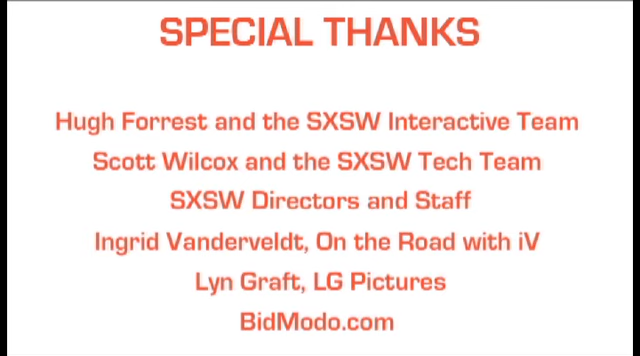 SPECIAL THANKS
Hugh Forrest and the SXSW Interactive Team
Scott Wilcox and the SXSW Tech Team
SXSW Directors and Staff
Ingrid Vanderveldt, On the Road with iV
Lyn Graft, LG Pictures
BidModo.com